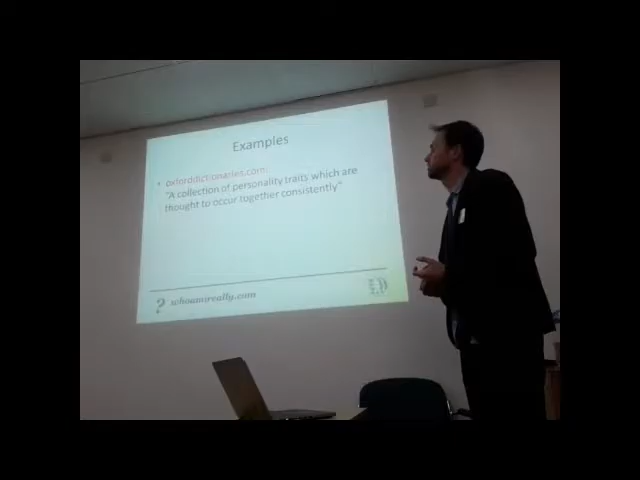 Examples
• oxforddictionaries.com:
"A collection of personality traits which are
thought to occur together consistently"
? whoamireally.com